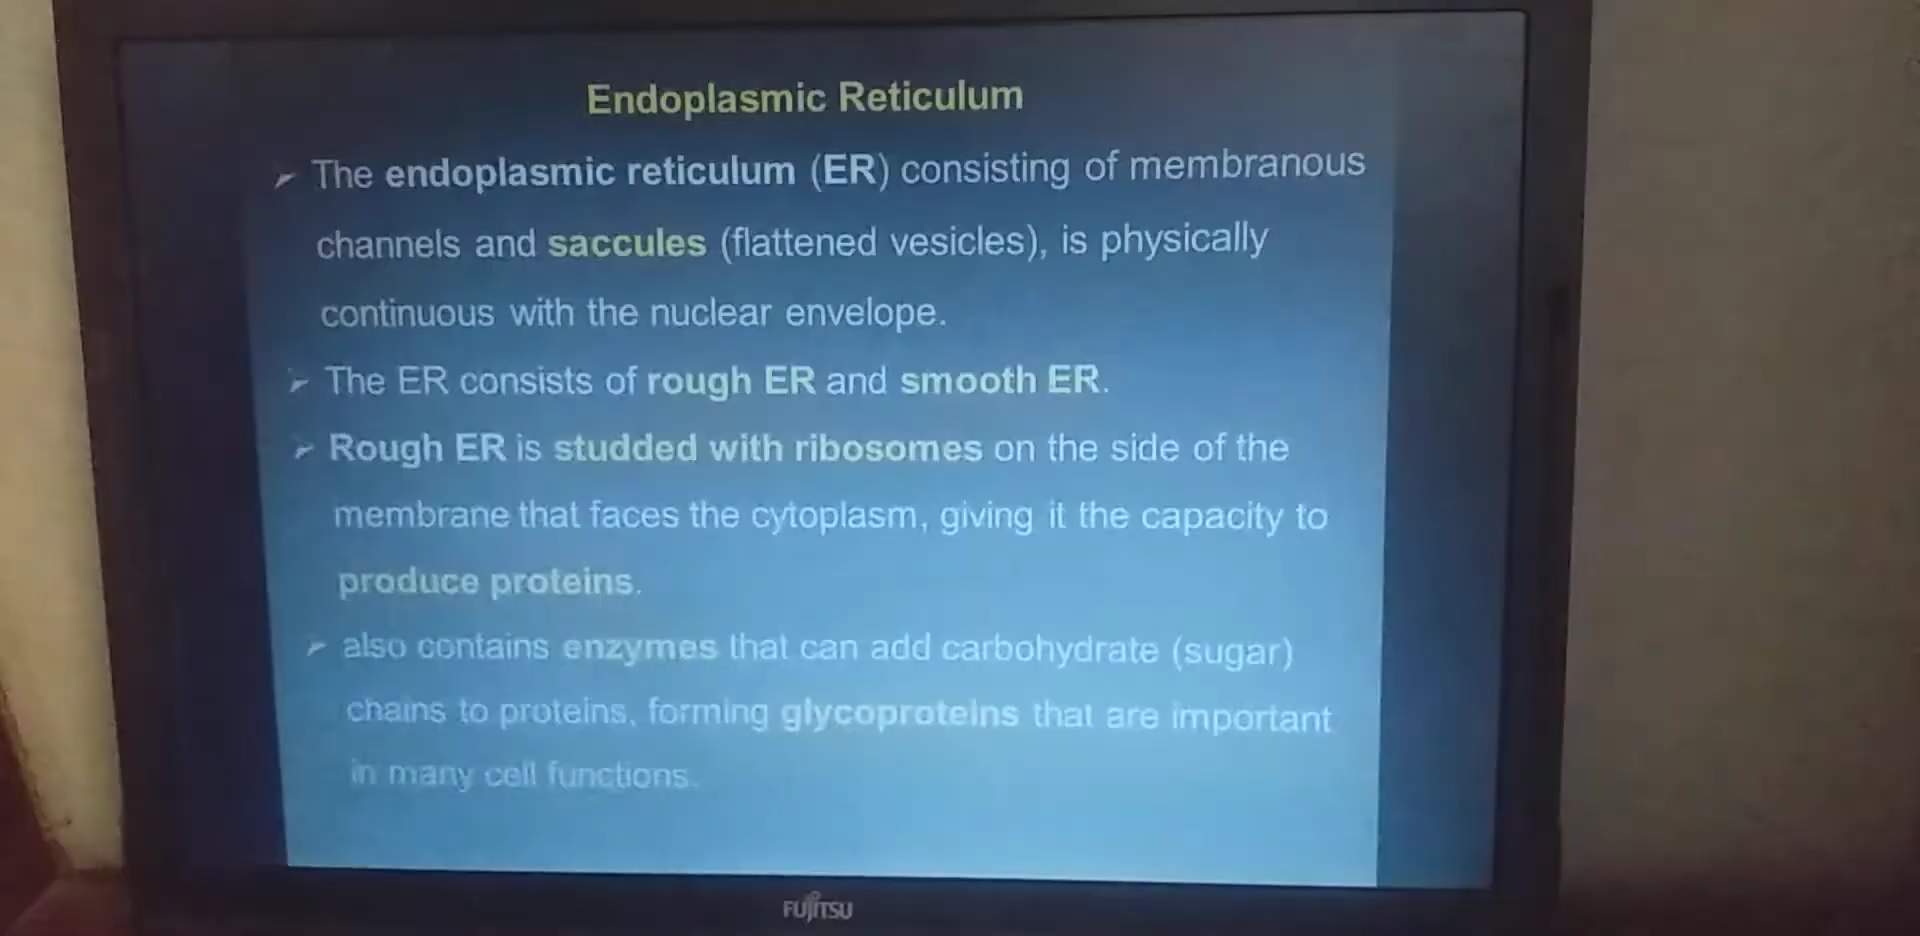 Endoplasmic Reticulum
➢ The endoplasmic reticulum (ER) consisting of membranous
channels and saccules (flattened vesicles), is physically
continuous with the nuclear envelope.
➢ The ER consists of rough ER and smooth ER.
➢ Rough ER is studded with ribosomes on the side of the
membrane that faces the cytoplasm, giving it the capacity to
produce proteins.
➢ also contains enzymes that can add carbohydrate (sugar)
chains to proteins, forming glycoproteins that are important
in many cell functions.
FUJITSU